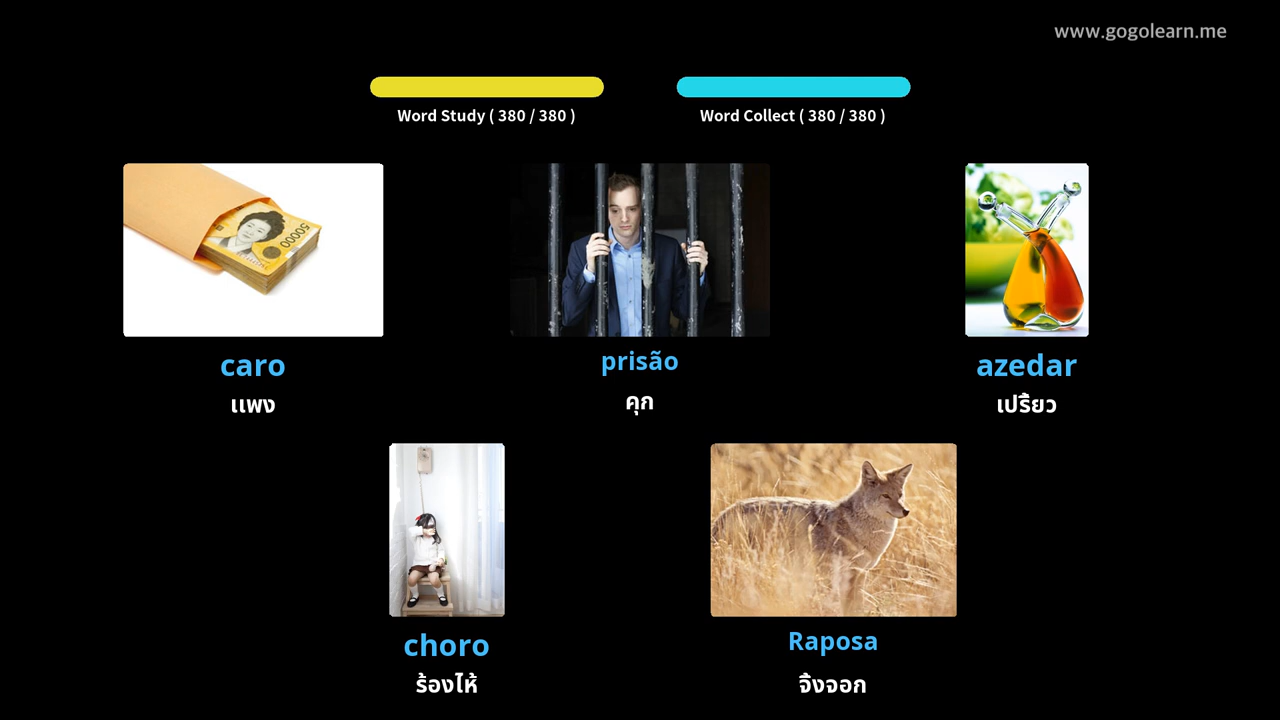 www.gogolearn.me
Word Study ( 380 / 380 )
Word Collect ( 380 / 380 )
50000
caro
แพง
prisão
คุก
azedar
เปรี้ยว
choro
ร้องไห้
Raposa
จิ้งจอก